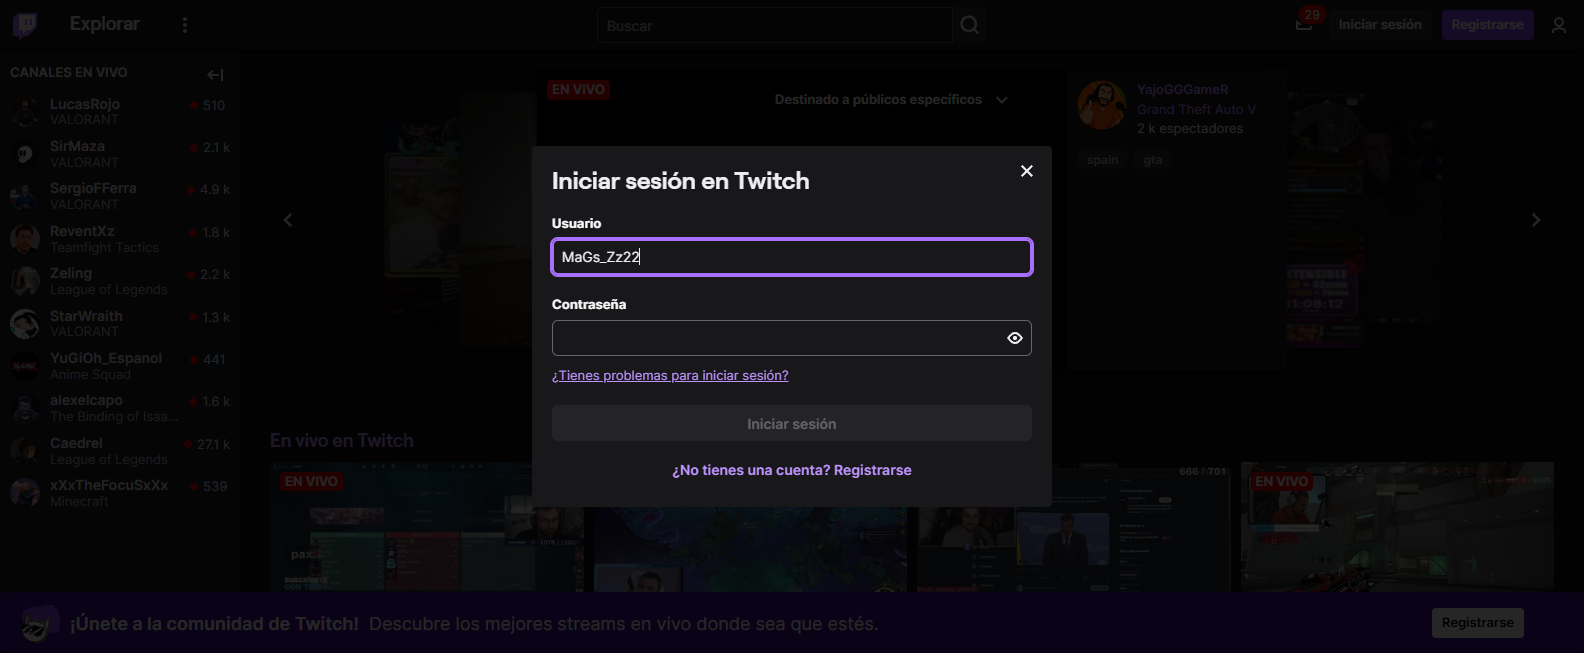 Explorar
Buscar
29
Iniciar sesión
Registrarse
CANALES EN VIVO
LucasRojo
510
VALORANT
SirMaza
2.1 k
VALORANT
SergioFFerra
4.9 k
VALORANT
ReventXz
1.8 k
Teamfight Tactics
Zeling
2.2 k
League of Legends
StarWraith
1.3 k
VALORANT
YuGiOh_Espanol
441
Anime Squad
alexelcapo
1.6 k
The Binding of Isaa...
Caedrel
27.1 k
League of Legends
xXxTheFocuSxXx
539
Minecraft
EN VIVO
Destinado a públicos específicos
YajoGGGameR
Grand Theft Auto V
2 k espectadores
spain
gta
Iniciar sesión en Twitch
Usuario
MaGs_Zz22
Contraseña
¿Tienes problemas para iniciar sesión?
Iniciar sesión
¿No tienes una cuenta? Registrarse
En vivo en Twitch
EN VIVO
666 / 701
EN VIVO
¡Únete a la comunidad de Twitch! Descubre los mejores streams en vivo donde sea que estés.
Registrarse